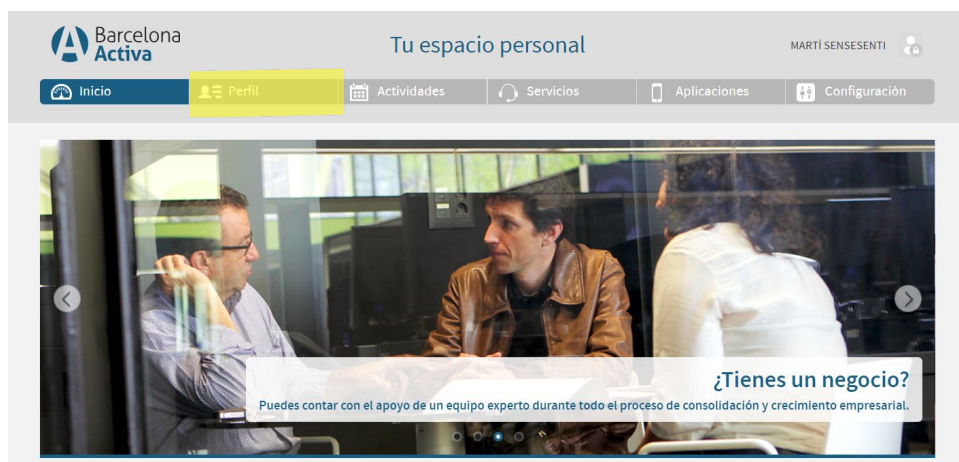 Barcelona
Activa
Tu espacio personal
MARTÍ SENSESENTI
Inicio
Perfil
Actividades
Servicios
Aplicaciones
Configuración
¿Tienes un negocio?
Puedes contar con el apoyo de un equipo experto durante todo el proceso de consolidación y crecimiento empresarial.